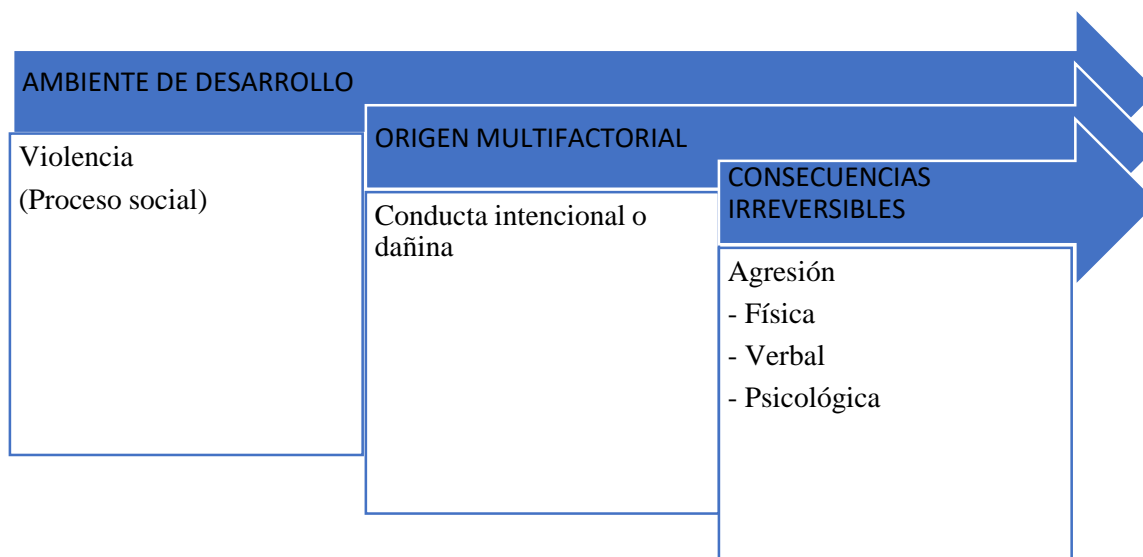 AMBIENTE DE DESARROLLO
Violencia
(Proceso social)
ORIGEN MULTIFACTORIAL
Conducta intencional o
dañina
CONSECUENCIAS
IRREVERSIBLES
Agresión
- Física
- Verbal
- Psicológica